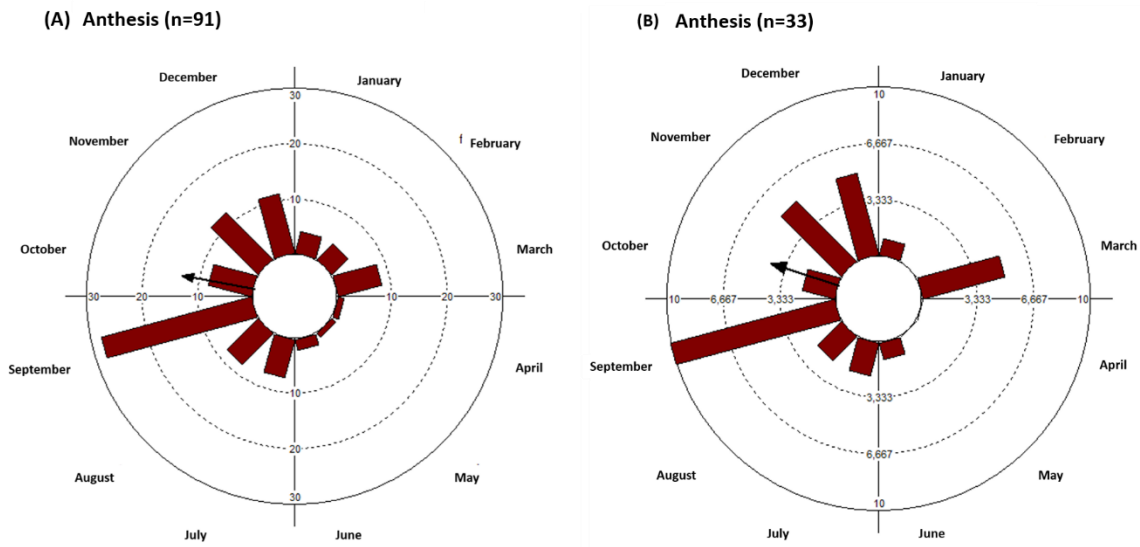 (A) Anthesis (n=91)
December
January
30
November
f February
20
10
October
March
30 20 10 10 20 30
September
April
10
20
August
May
30
July
June
(B) Anthesis (n=33)
December
January
10
November
February
6,667
3,333
October
March
10 6,667 3,333 3,333 6,667 10
September
April
3,333
6,667
August
May
10
July
June